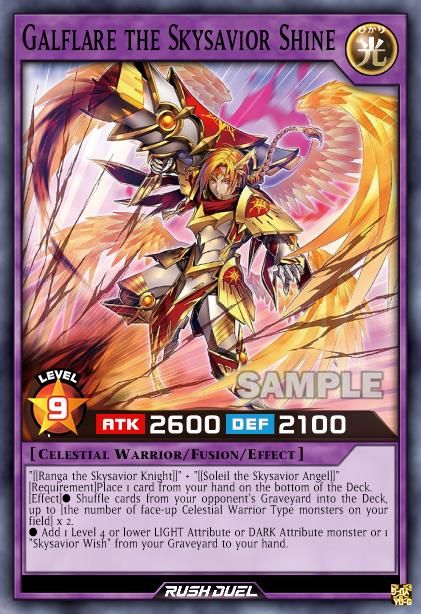 Galflare the Skysavior Shine
ひかり
光
SAMPLE
LEVEL
9
ATK 2600 DEF 2100
[ Celestial Warrior/Fusion/Effect ]
"[[Ranga the Skysavior Knight]]" + "[[Soleil the Skysavior Angel]]"
[Requirement]Place 1 card from your hand on the bottom of the Deck.
[Effect]● Shuffle cards from your opponent's Graveyard into the Deck,
up to [the number of face-up Celestial Warrior Type monsters on your
field] x 2.
● Add 1 Level 4 or lower LIGHT Attribute or DARK Attribute monster or 1
"Skysavior Wish" from your Graveyard to your hand.
RUSH DUEL